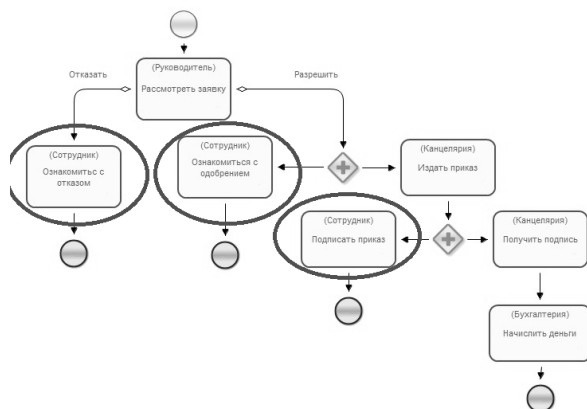 (Руководитель)
Рассмотреть заявку
Отказать
Разрешить
(Сотрудник)
Ознакомитьс с
отказом
(Сотрудник)
Ознакомиться с
одобрением
(Канцелярия)
Издать приказ
(Сотрудник)
Подписать приказ
(Канцелярия)
Получить подпись
(Бухгалтерия)
Начислить деньги